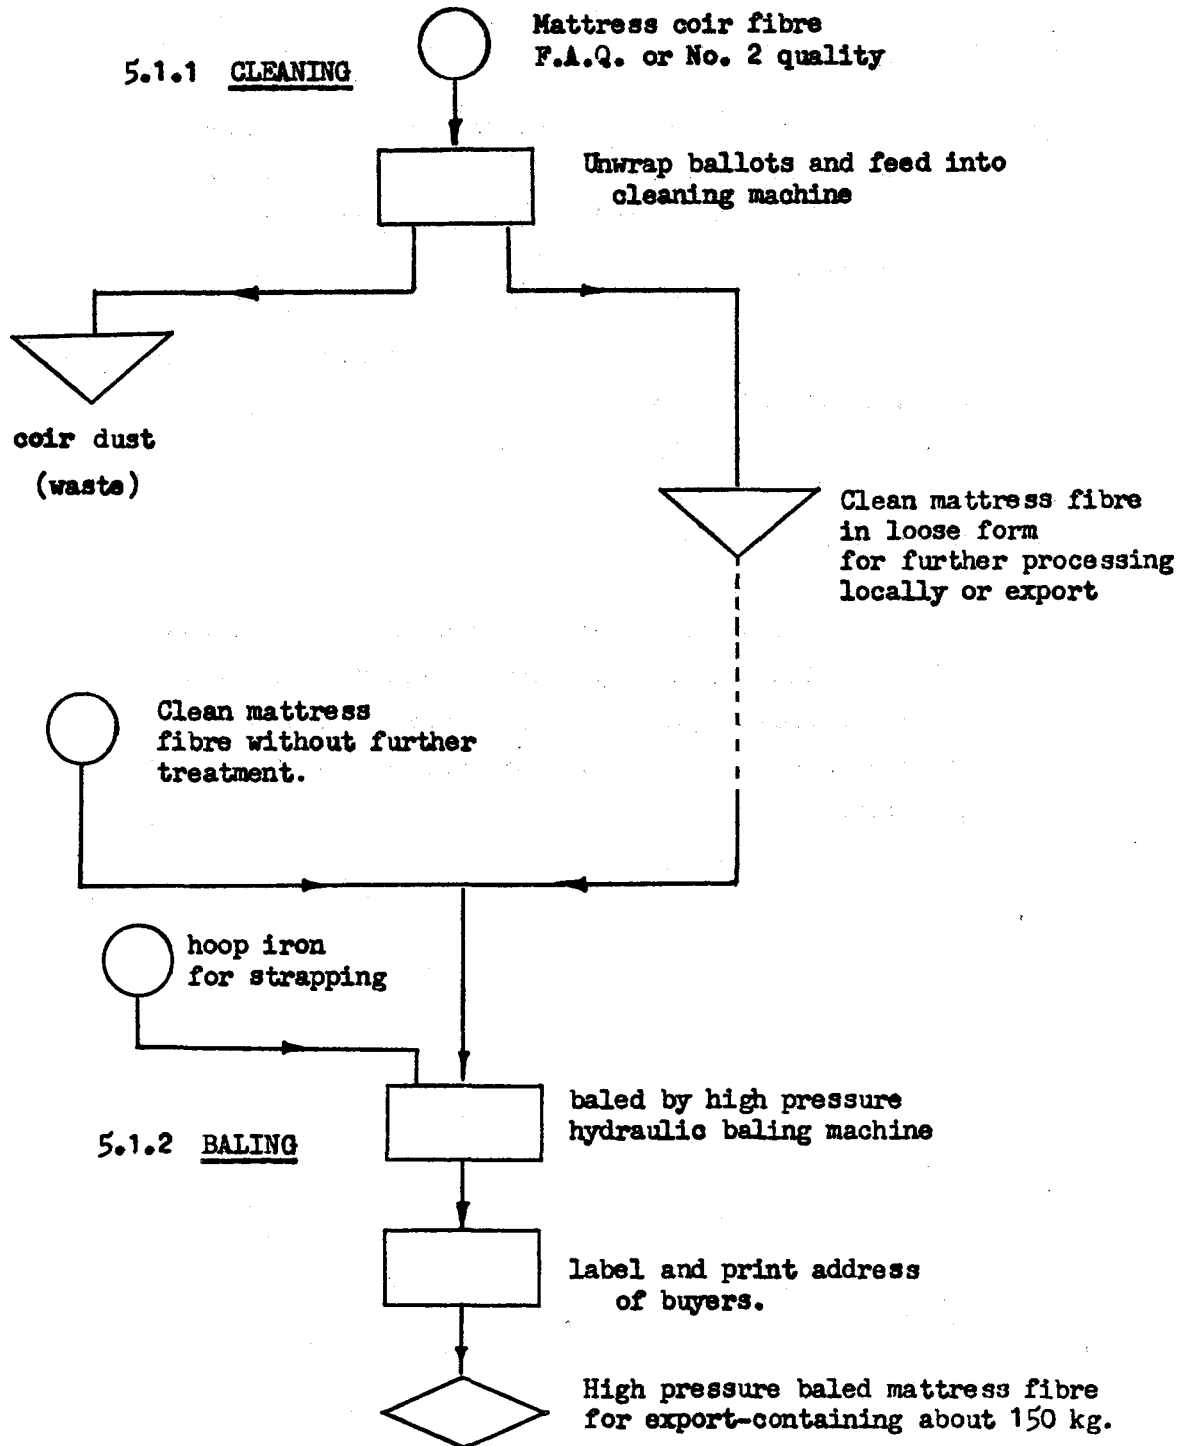 Mattress coir fibre
F.A.Q. or No. 2 quality
5.1.1 CLEANING
Unwrap ballots and feed into
cleaning machine
coir dust
(waste)
Clean mattress fibre
in loose form
for further processing
locally or export
Clean mattress
fibre without further
treatment.
hoop iron
for strapping
baled by high pressure
hydraulic baling machine
5.1.2 BALING
label and print address
of buyers.
High pressure baled mattress fibre
for export-containing about 150 kg.